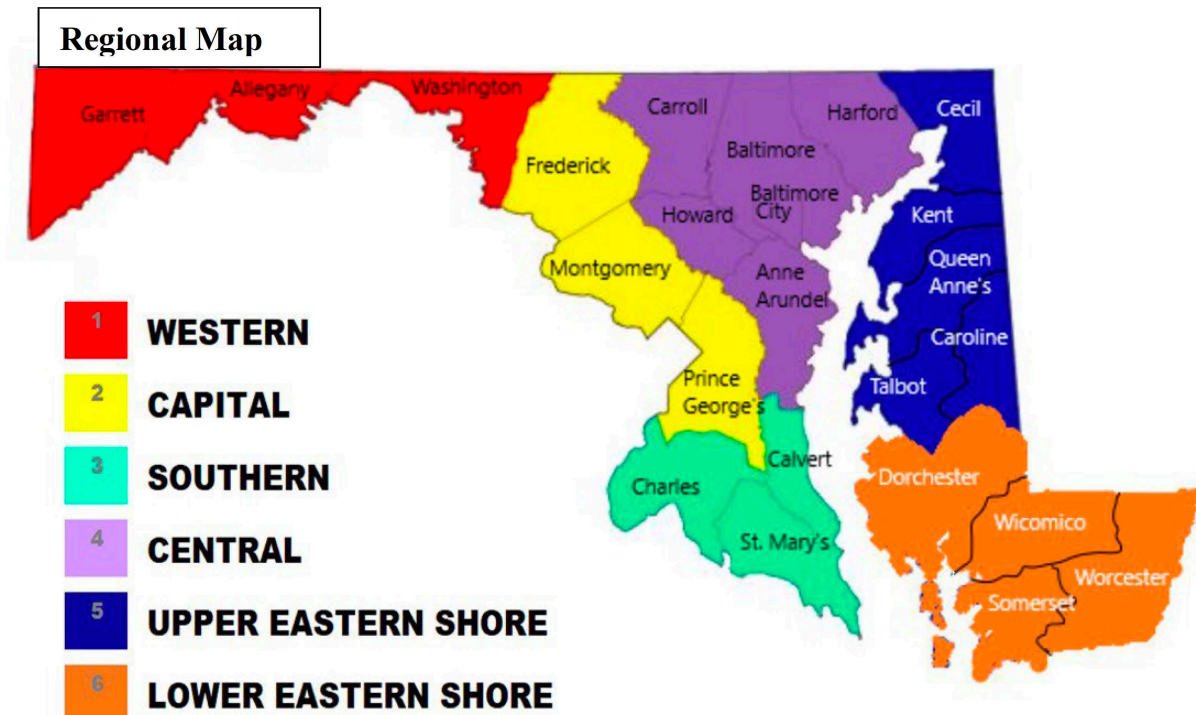 Regional Map
Garrett
Allegany
Washington
Frederick
Carroll
Baltimore
Harford
Cecil
Howard
Baltimore
City
Kent
Montgomery
Anne
Arundel
Queen
Anne's
Caroline
Talbot
Prince
George's
Calvert
Charles
St. Mary's
Dorchester
Wicomico
Worcester
Somerset
1 WESTERN
2 CAPITAL
3 SOUTHERN
4 CENTRAL
5 UPPER EASTERN SHORE
6 LOWER EASTERN SHORE